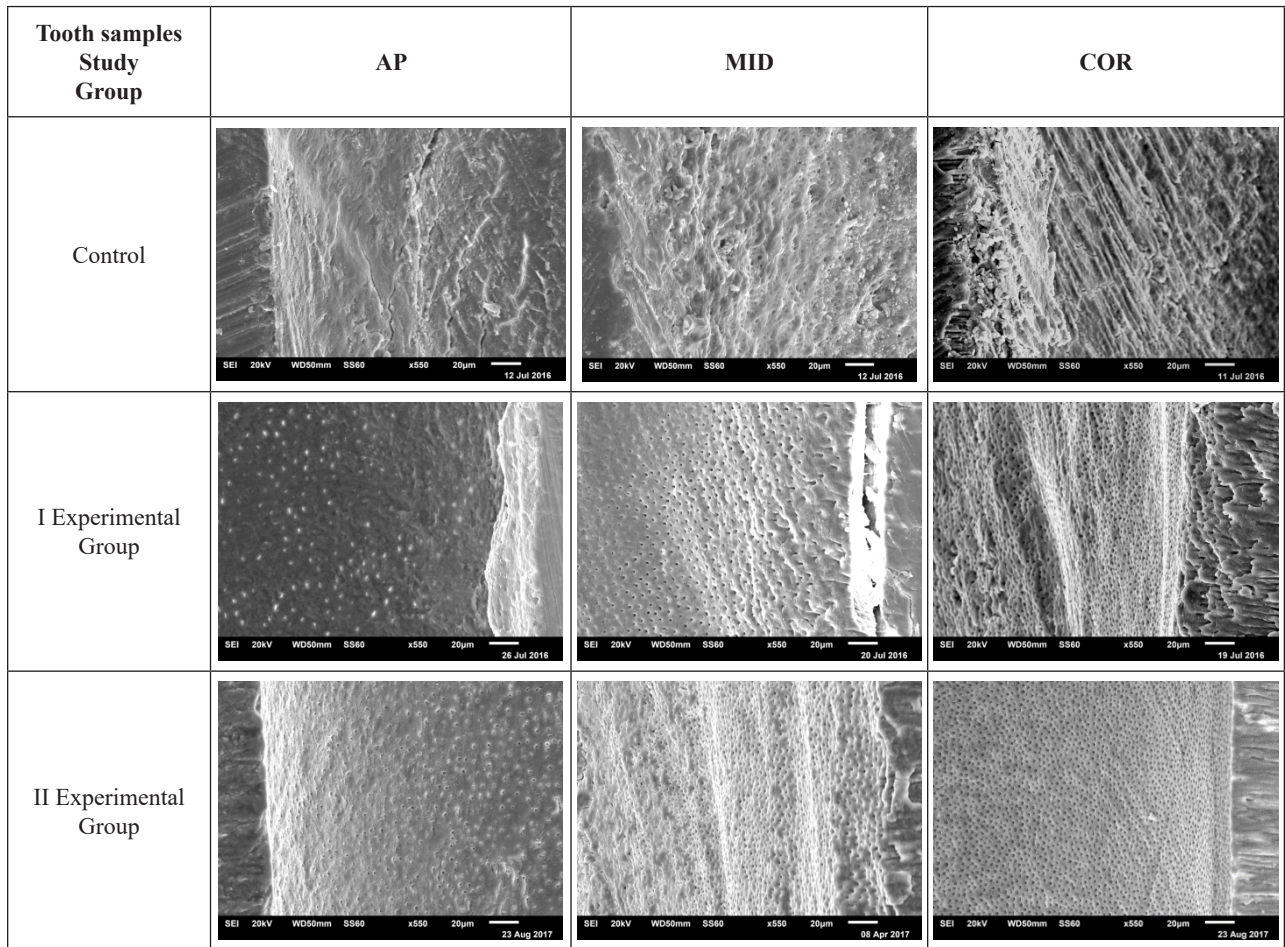 Tooth samples
Study
Group
AP
MID
COR
Control
SEI 20kV WD50mm SS60 x550 20µm
12 Jul 2016
SEI 20kV WD50mm SS60 x550 20µm
12 Jul 2016
SEI 20kV WD50mm SS60 x550 20µm
11 Jul 2016
I Experimental
Group
SEI 20kV WD50mm SS60 x550 20µm
26 Jul 2016
SEI 20kV WD50mm SS60 x550 20µm
20 Jul 2016
SEI 20kV WD50mm SS60 x550 20µm
19 Jul 2016
II Experimental
Group
SEI 20kV WD50mm SS60 x550 20µm
23 Aug 2017
SEI 20kV WD50mm SS60 x550 20µm
08 Apr 2017
SEI 20kV WD50mm SS60 x550 20µm
23 Aug 2017